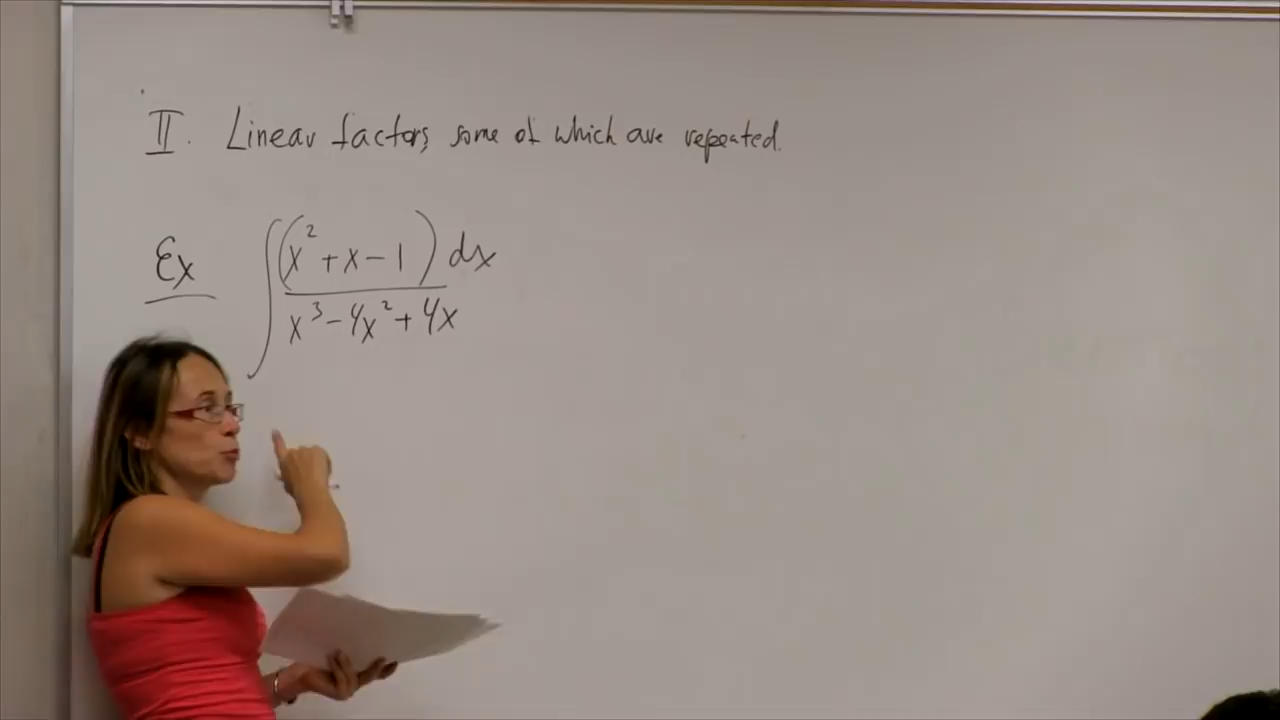 II. Linear factors, some of which are repeated.
Ex ∫ (x² + x − 1) dx
x³ − 4x² + 4x